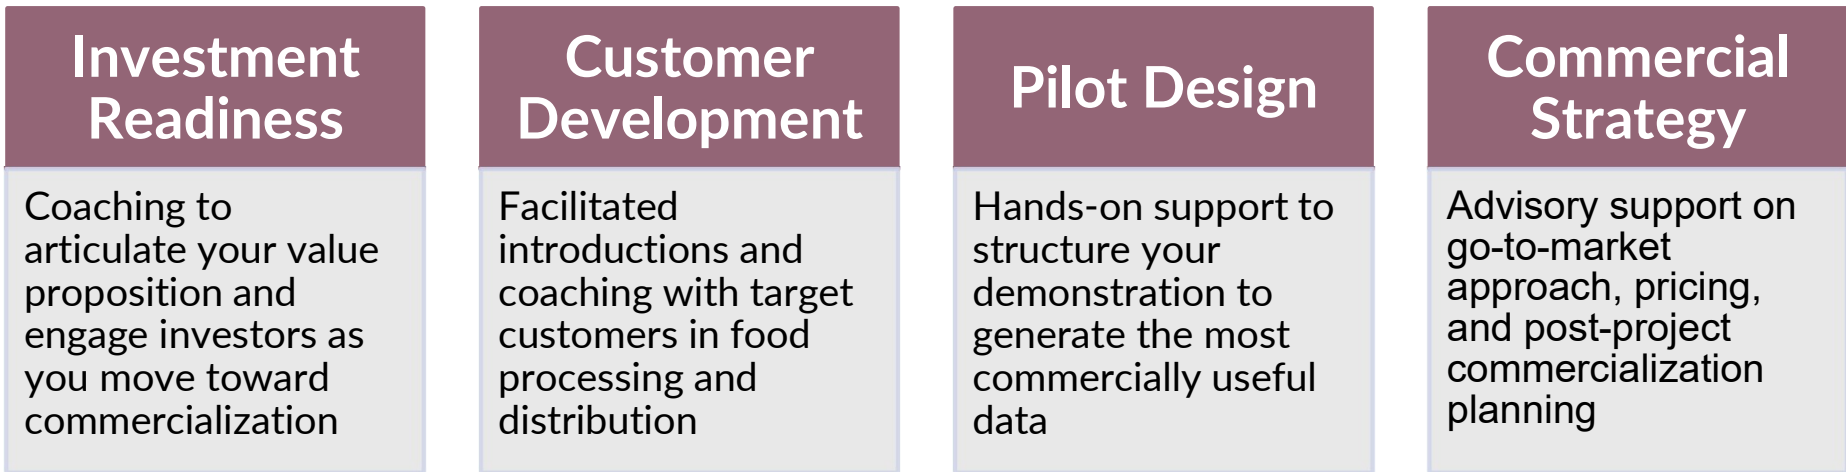 Investment
Readiness
Coaching to
articulate your value
proposition and
engage investors as
you move toward
commercialization
Customer
Development
Facilitated
introductions and
coaching with target
customers in food
processing and
distribution
Pilot Design
Hands-on support to
structure your
demonstration to
generate the most
commercially useful
data
Commercial
Strategy
Advisory support on
go-to-market
approach, pricing,
and post-project
commercialization
planning